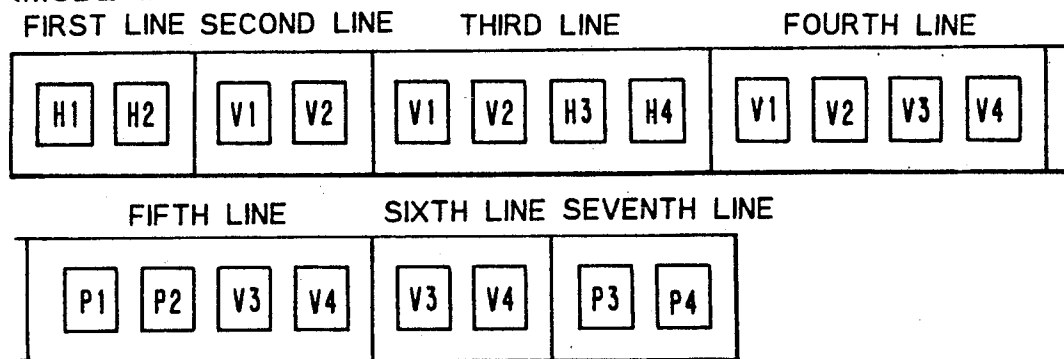 FIRST LINE SECOND LINE THIRD LINE FOURTH LINE
H1 H2 V1 V2 V1 V2 H3 H4 V1 V2 V3 V4
FIFTH LINE SIXTH LINE SEVENTH LINE
P1 P2 V3 V4 V3 V4 P3 P4